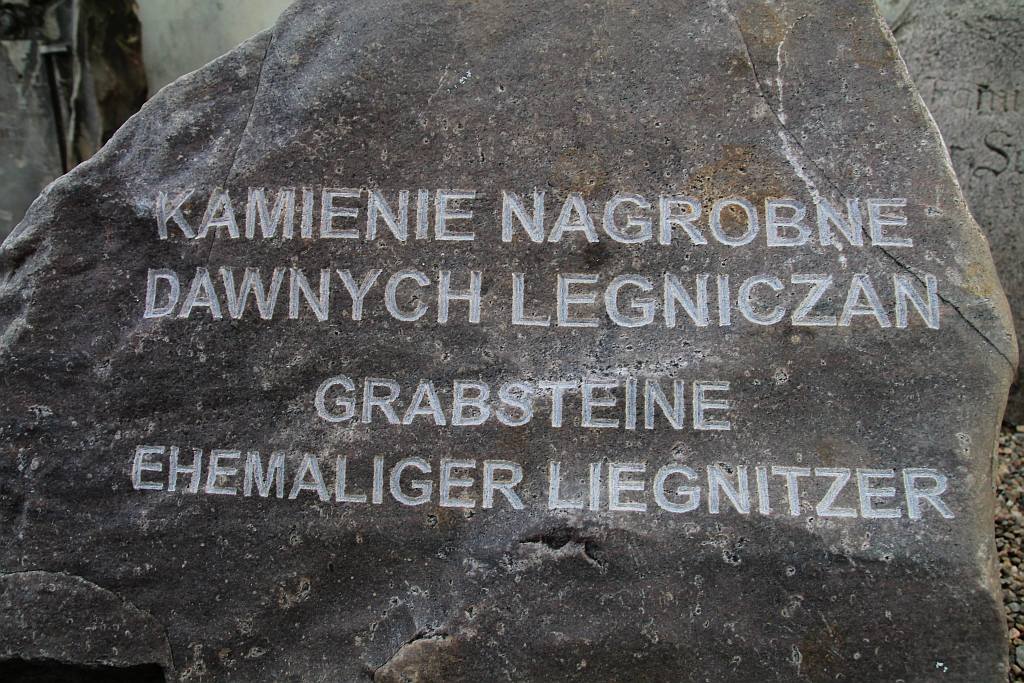 KAMIENIE NAGROBNE
DAWNYCH LEGNICZAN
GRABSTEINE
EHEMALIGER LIEGNITZER